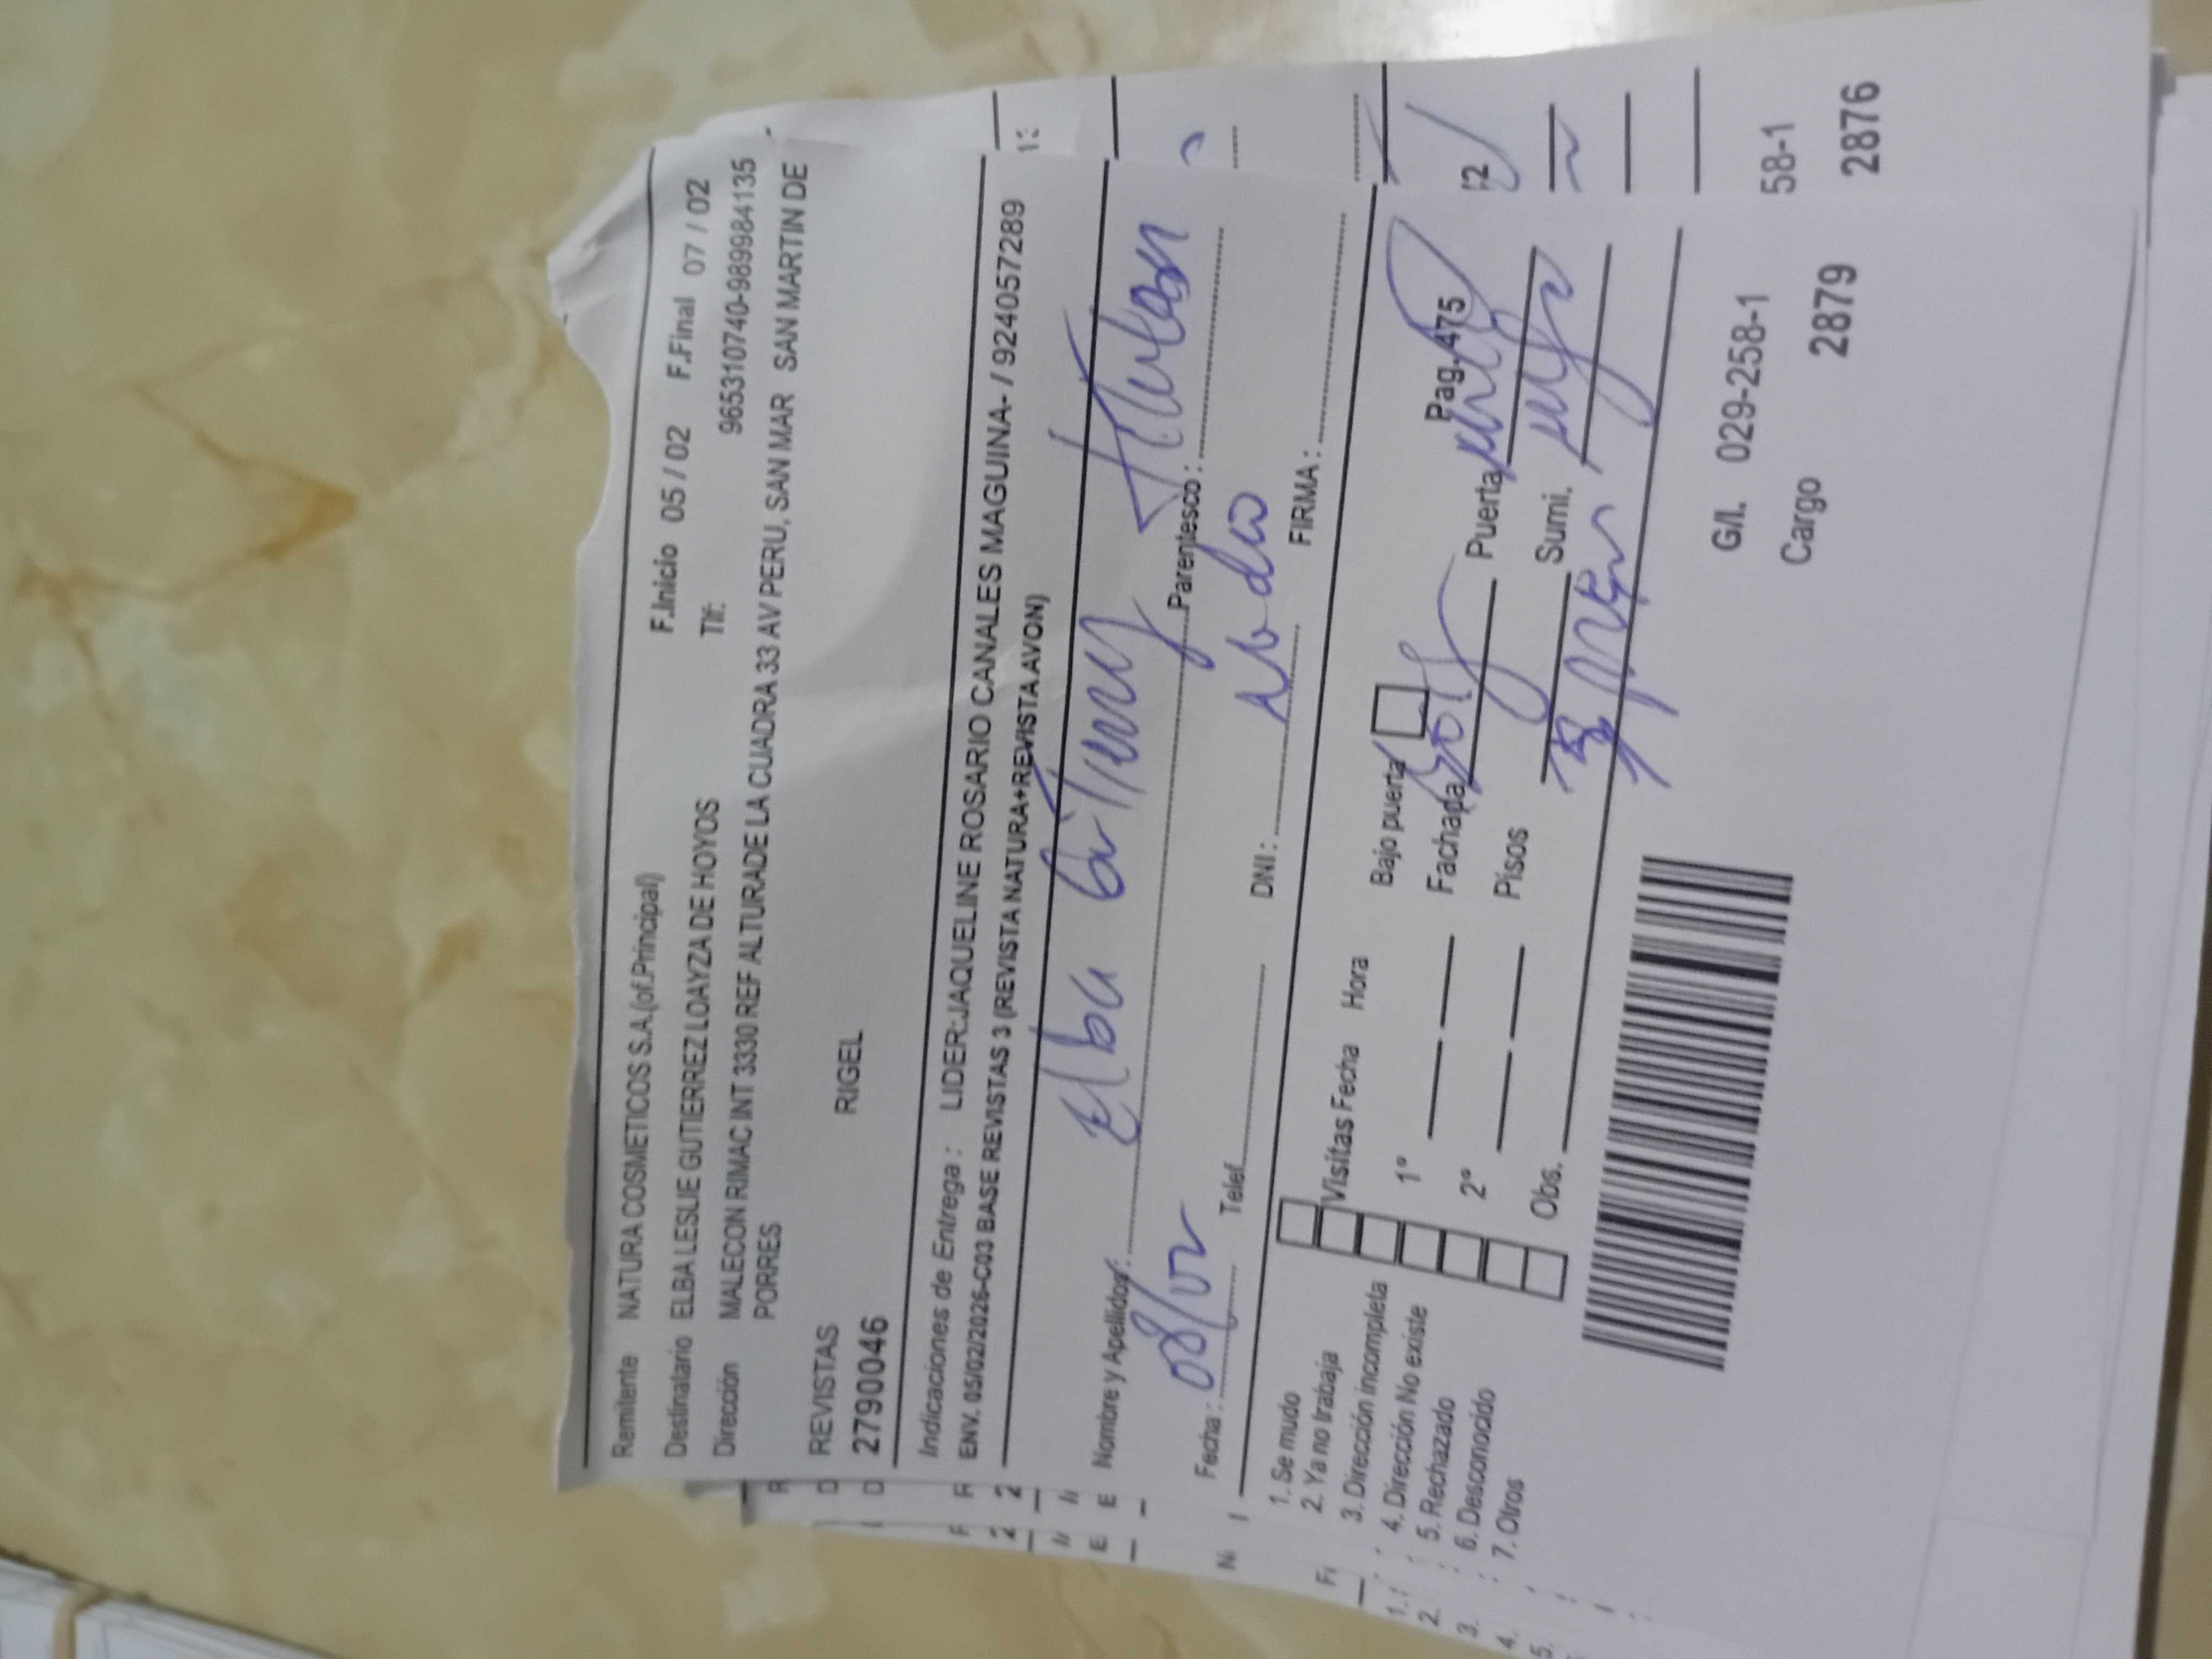 Remitente NATURA COSMETICOS S.A.(of.Principal) F.Inicio 05 / 02 F.Final 07 / 02
Destinatario ELBA LESLIE GUTIERREZ LOAYZA DE HOYOS Tlf: 965310740-989984135
Dirección MALECON RIMAC INT 3330 REF ALTURADE LA CUADRA 33 AV PERU, SAN MAR SAN MARTIN DE
PORRES
REVISTAS RIGEL
2790046
Indicaciones de Entrega : LIDER:JAQUELINE ROSARIO CANALES MAGUINA- / 924057289
ENV. 05/02/2026-C03 BASE REVISTAS 3 (REVISTA NATURA+REVISTA AVON)
Nombre y Apellidos : Elba Parentesco :
Fecha : 08/02 Telef. DNI : FIRMA :
1. Se mudo
2. Ya no trabaja
3. Dirección incompleta
4. Dirección No existe
5. Rechazado
6. Desconocido
7. Otros
Visitas Fecha Hora
1°
2°
Obs.
Bajo puerta
Fachada Puerta
Pisos Sumi.
Pag. 475
G/l. 029-258-1
Cargo 2879
58-1
2876